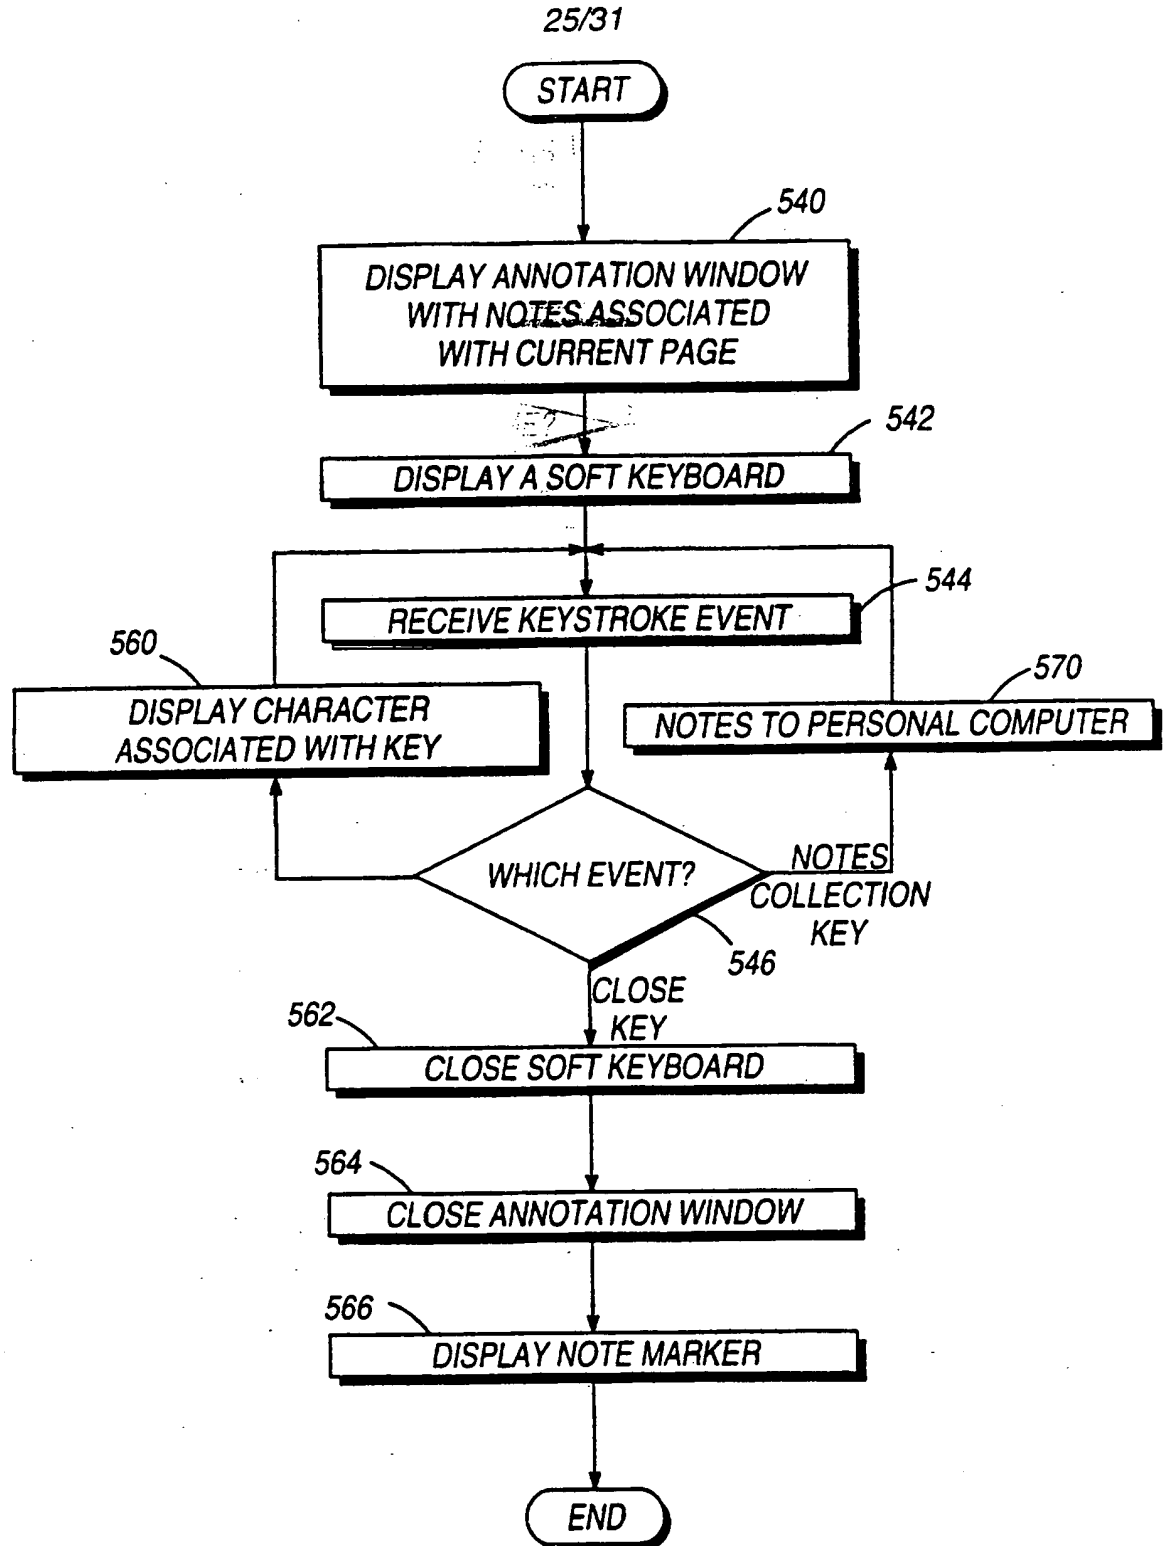 25/31
START
540
DISPLAY ANNOTATION WINDOW
WITH NOTES ASSOCIATED
WITH CURRENT PAGE
542
DISPLAY A SOFT KEYBOARD
544
RECEIVE KEYSTROKE EVENT
560
DISPLAY CHARACTER
ASSOCIATED WITH KEY
570
NOTES TO PERSONAL COMPUTER
WHICH EVENT?
NOTES
COLLECTION
KEY
546
CLOSE
KEY
562
CLOSE SOFT KEYBOARD
564
CLOSE ANNOTATION WINDOW
566
DISPLAY NOTE MARKER
END